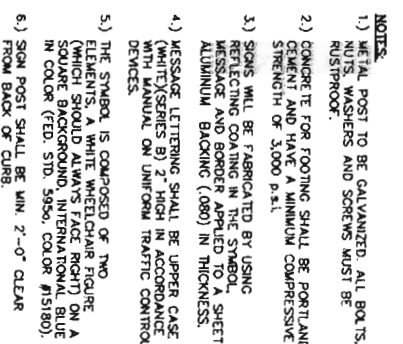 NOTES:
1.) METAL POST TO BE GALVANIZED. ALL BOLTS,
NUTS, WASHERS AND SCREWS MUST BE
RUSTPROOF.
2.) CONCRETE FOR FOOTING SHALL BE PORTLAND
CEMENT AND HAVE A MINIMUM COMPRESSIVE
STRENGTH OF 3,000 p.s.i.
3.) SIGNS WILL BE FABRICATED BY USING
REFLECTING COATING IN THE SYMBOL,
MESSAGE AND BORDER APPLIED TO A SHEET
ALUMINUM BACKING (.080) IN THICKNESS.
4.) MESSAGE LETTERING SHALL BE UPPER CASE
(WHITE)(SERIES B) 2" HIGH IN ACCORDANCE
WITH MANUAL ON UNIFORM TRAFFIC CONTROL
DEVICES.
5.) THE SYMBOL IS COMPOSED OF TWO
ELEMENTS, A WHITE WHEELCHAIR FIGURE
(WHICH SHOULD ALWAYS FACE RIGHT) ON A
SQUARE BACKGROUND, INTERNATIONAL BLUE
IN COLOR (FED. STD. 595a, COLOR #15180).
6.) SIGN POST SHALL BE MIN. 2'-0" CLEAR
FROM BACK OF CURB.